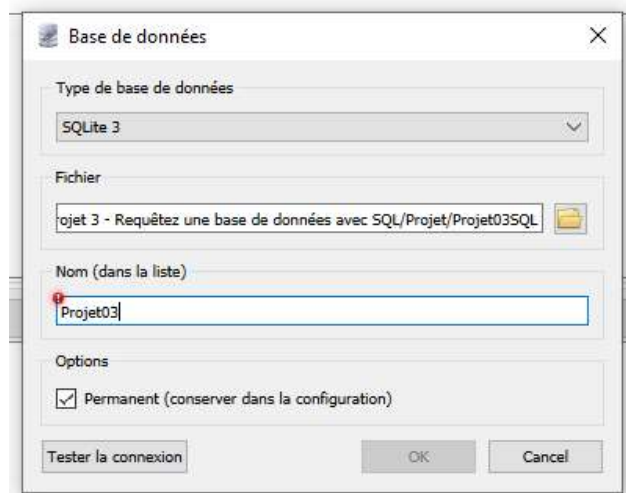 Base de données
Type de base de données
SQLite 3
Fichier
rojet 3 - Requêtez une base de données avec SQL/Projet/Projet03SQL
Nom (dans la liste)
Projet03
Options
Permanent (conserver dans la configuration)
Tester la connexion OK Cancel